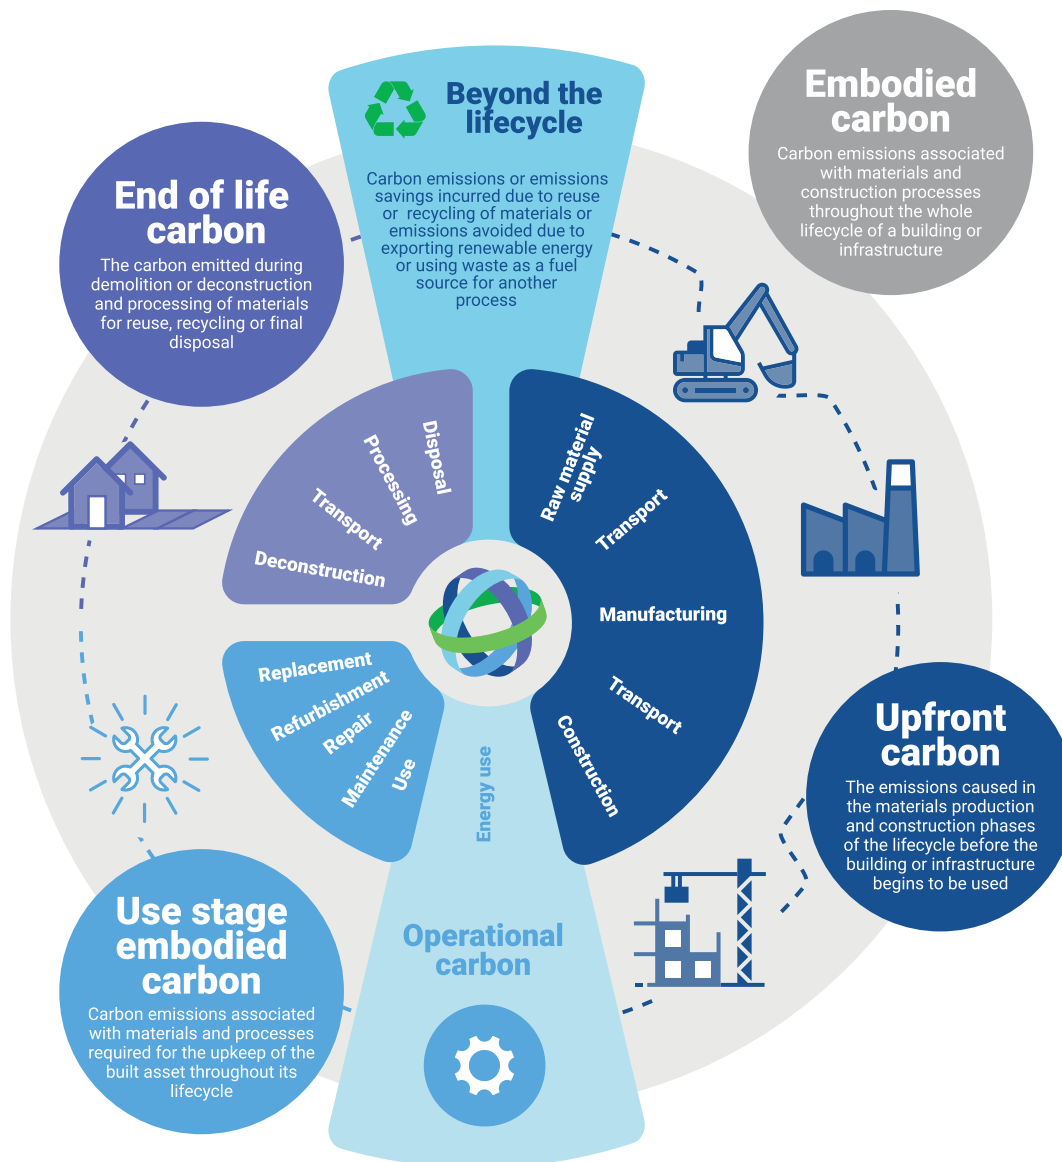 Beyond the
lifecycle
Carbon emissions or emissions
savings incurred due to reuse
or recycling of materials or
emissions avoided due to
exporting renewable energy
or using waste as a fuel
source for another
process
Embodied
carbon
Carbon emissions associated
with materials and
construction processes
throughout the whole
lifecycle of a building or
infrastructure
End of life
carbon
The carbon emitted during
demolition or deconstruction
and processing of materials
for reuse, recycling or final
disposal
Disposal
Processing
Transport
Deconstruction
Raw material
supply
Transport
Manufacturing
Transport
Construction
Replacement
Refurbishment
Repair
Maintenance
Use
Energy use
Upfront
carbon
The emissions caused in
the materials production
and construction phases
of the lifecycle before the
building or infrastructure
begins to be used
Use stage
embodied
carbon
Carbon emissions associated
with materials and processes
required for the upkeep of the
built asset throughout its
lifecycle
Operational
carbon